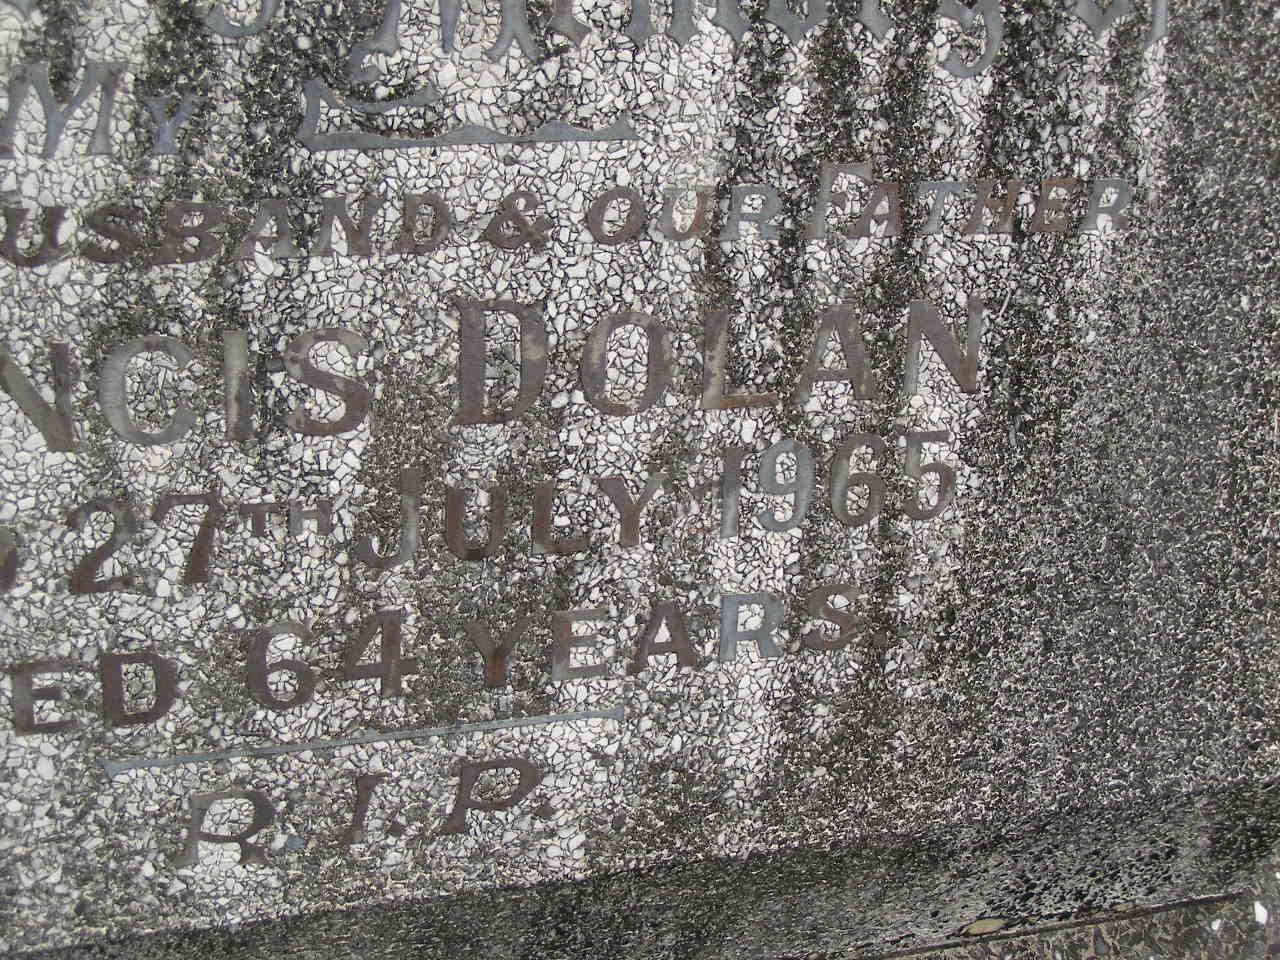 My
USBAND & OUR FATHER
NCIS DOLAN
27TH JULY 1965
ED 64 YEARS
R.I.P.